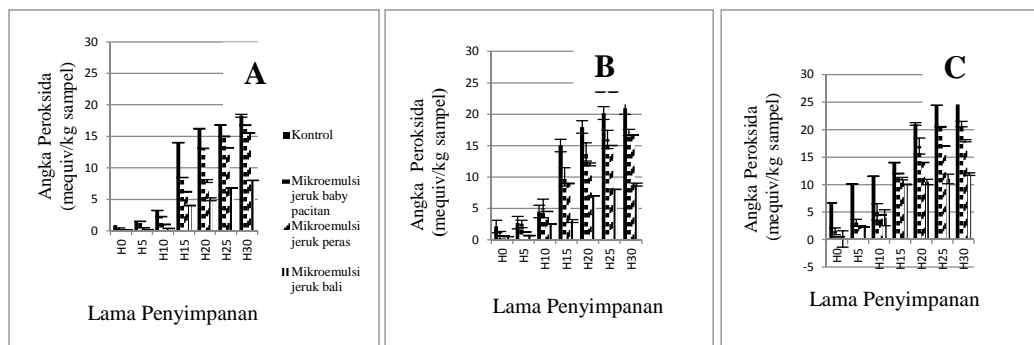 A
Angka Peroksida
(mequiv/kg sampel)
30
25
20
15
10
5
0
H0
H5
H10
H15
H20
H25
H30
Lama Penyimpanan
Kontrol
Mikroemulsi
jeruk baby
pacitan
Mikroemulsi
jeruk peras
Mikroemulsi
jeruk bali
B
Angka Peroksida
(mequiv/kg sampel)
30
25
20
15
10
5
0
H0
H5
H10
H15
H20
H25
H30
Lama Penyimpanan
C
Angka Peroksida
(mequiv/kg sampel)
30
25
20
15
10
5
0
-5
H0
H5
H10
H15
H20
H25
H30
Lama Penyimpanan